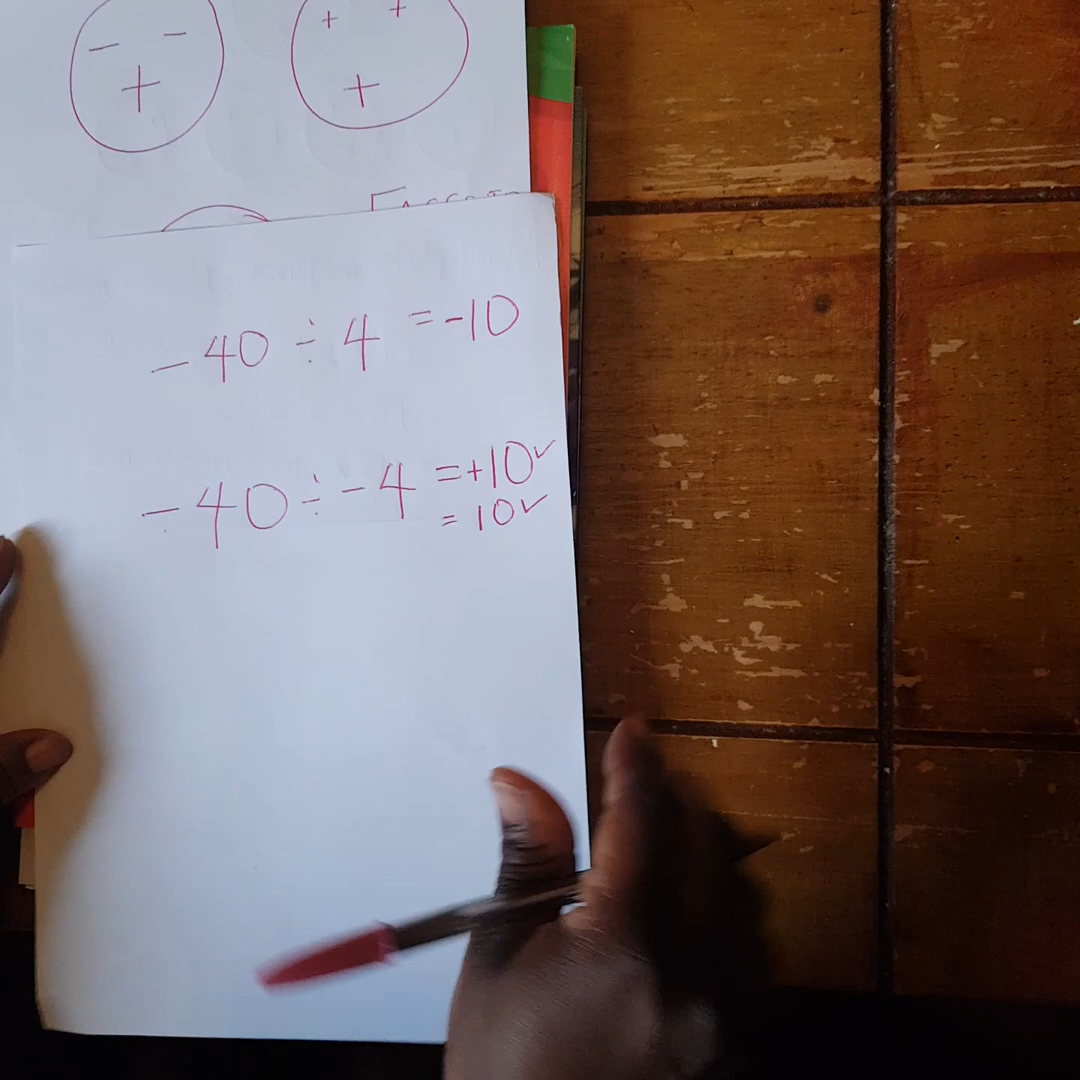 - -
+
+ +
+
-40 ÷ 4 = -10
-40 ÷ -4 = +10✓
= 10✓